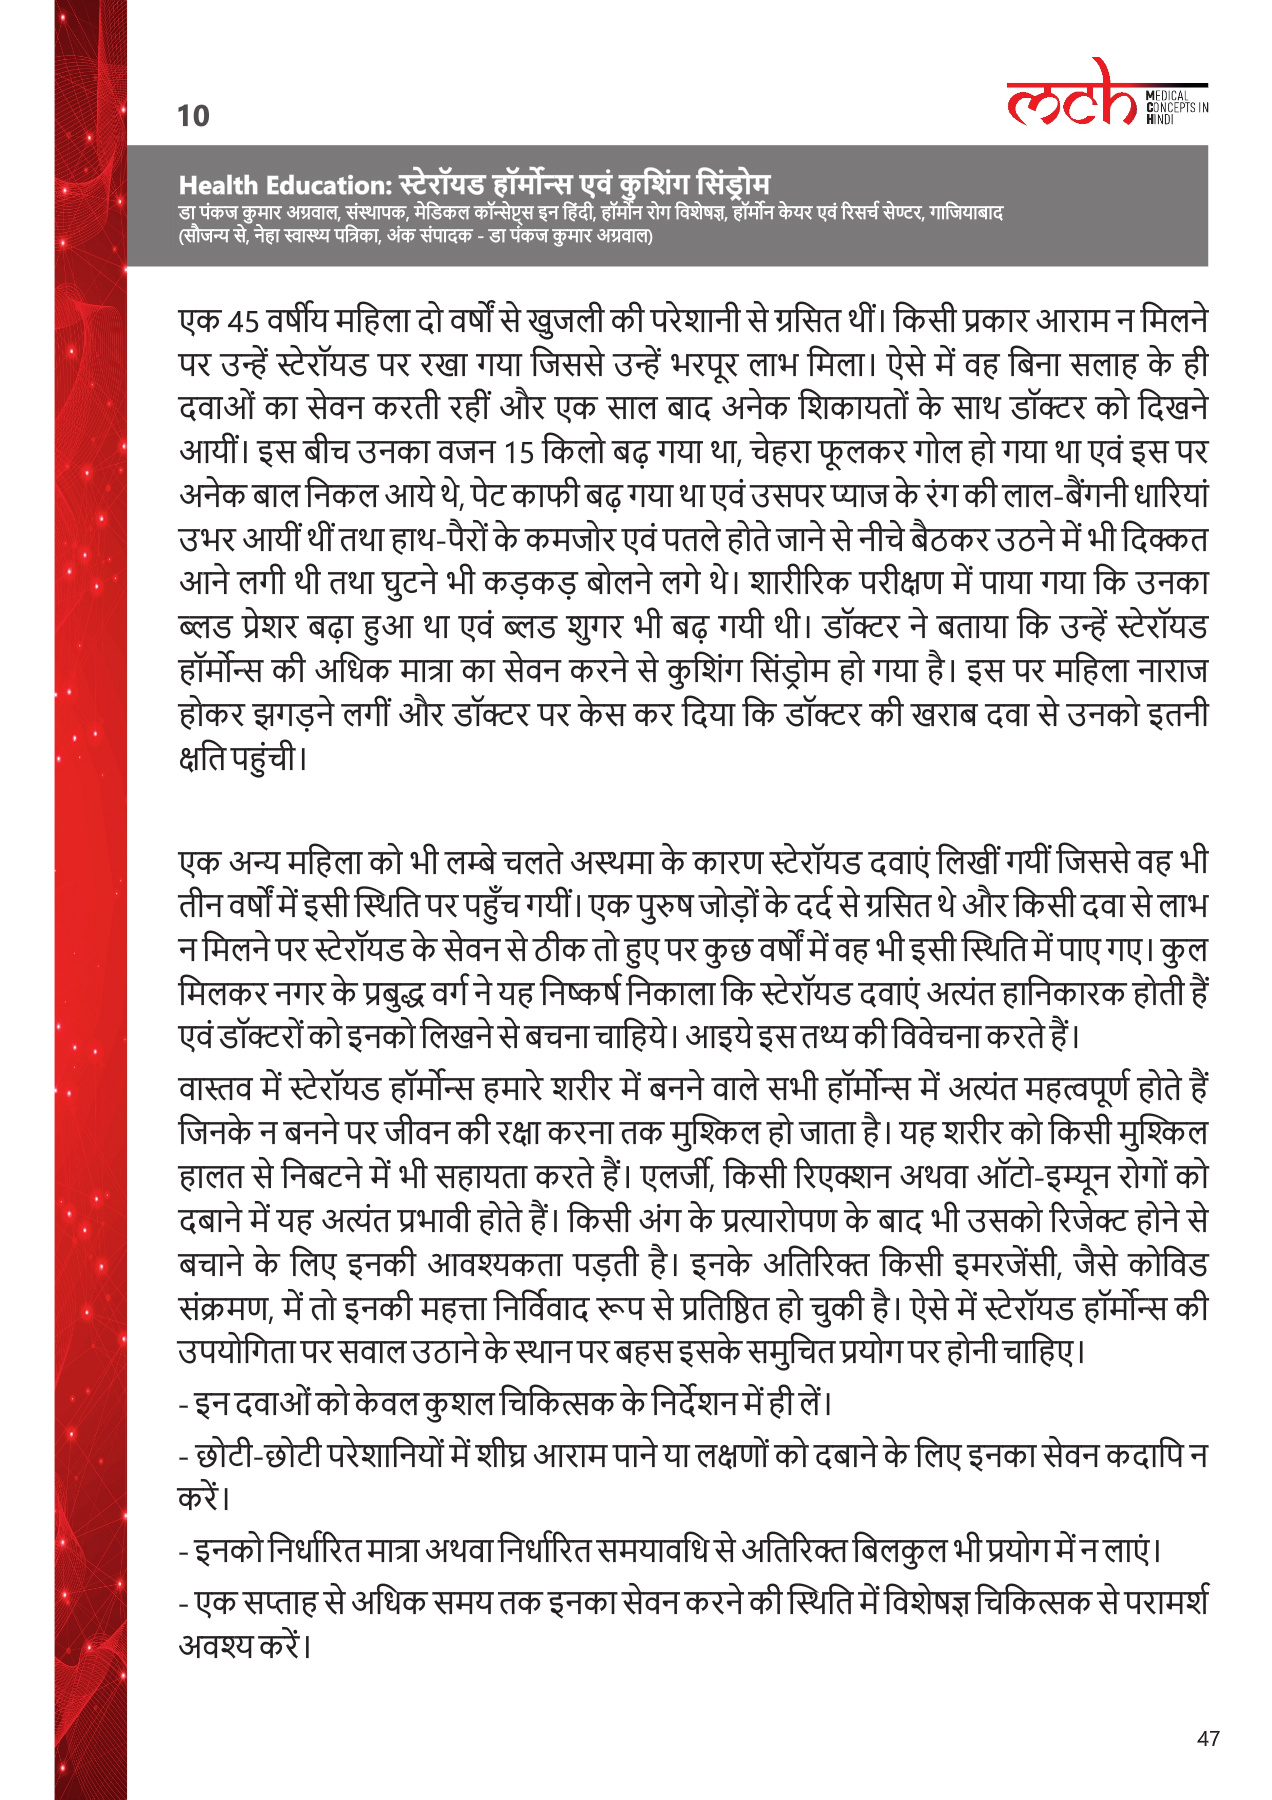 10
mch
MEDICAL
CONCEPTS IN
HINDI
Health Education: स्टेरॉयड हॉर्मोन्स एवं कुशिंग सिंड्रोम
डा पंकज कुमार अग्रवाल, संस्थापक, मेडिकल कॉन्सेप्ट्स इन हिंदी, हॉर्मोन रोग विशेषज्ञ, हॉर्मोन केयर एवं रिसर्च सेण्टर, गाजियाबाद
(सौजन्य से, नेहा स्वास्थ्य पत्रिका, अंक संपादक - डा पंकज कुमार अग्रवाल)
एक 45 वर्षीय महिला दो वर्षों से खुजली की परेशानी से ग्रसित थीं। किसी प्रकार आराम न मिलने
पर उन्हें स्टेरॉयड पर रखा गया जिससे उन्हें भरपूर लाभ मिला। ऐसे में वह बिना सलाह के ही
दवाओं का सेवन करती रहीं और एक साल बाद अनेक शिकायतों के साथ डॉक्टर को दिखने
आयीं। इस बीच उनका वजन 15 किलो बढ़ गया था, चेहरा फूलकर गोल हो गया था एवं इस पर
अनेक बाल निकल आये थे, पेट काफी बढ़ गया था एवं उसपर प्याज के रंग की लाल-बैंगनी धारियां
उभर आयीं थीं तथा हाथ-पैरों के कमजोर एवं पतले होते जाने से नीचे बैठकर उठने में भी दिक्कत
आने लगी थी तथा घुटने भी कड़कड़ बोलने लगे थे। शारीरिक परीक्षण में पाया गया कि उनका
ब्लड प्रेशर बढ़ा हुआ था एवं ब्लड शुगर भी बढ़ गयी थी। डॉक्टर ने बताया कि उन्हें स्टेरॉयड
हॉर्मोन्स की अधिक मात्रा का सेवन करने से कुशिंग सिंड्रोम हो गया है। इस पर महिला नाराज
होकर झगड़ने लगीं और डॉक्टर पर केस कर दिया कि डॉक्टर की खराब दवा से उनको इतनी
क्षति पहुंची।
एक अन्य महिला को भी लम्बे चलते अस्थमा के कारण स्टेरॉयड दवाएं लिखीं गयीं जिससे वह भी
तीन वर्षों में इसी स्थिति पर पहुँच गयीं। एक पुरुष जोड़ों के दर्द से ग्रसित थे और किसी दवा से लाभ
न मिलने पर स्टेरॉयड के सेवन से ठीक तो हुए पर कुछ वर्षों में वह भी इसी स्थिति में पाए गए। कुल
मिलकर नगर के प्रबुद्ध वर्ग ने यह निष्कर्ष निकाला कि स्टेरॉयड दवाएं अत्यंत हानिकारक होती हैं
एवं डॉक्टरों को इनको लिखने से बचना चाहिये। आइये इस तथ्य की विवेचना करते हैं।
वास्तव में स्टेरॉयड हॉर्मोन्स हमारे शरीर में बनने वाले सभी हॉर्मोन्स में अत्यंत महत्वपूर्ण होते हैं
जिनके न बनने पर जीवन की रक्षा करना तक मुश्किल हो जाता है। यह शरीर को किसी मुश्किल
हालत से निबटने में भी सहायता करते हैं। एलर्जी, किसी रिएक्शन अथवा ऑटो-इम्यून रोगों को
दबाने में यह अत्यंत प्रभावी होते हैं। किसी अंग के प्रत्यारोपण के बाद भी उसको रिजेक्ट होने से
बचाने के लिए इनकी आवश्यकता पड़ती है। इनके अतिरिक्त किसी इमरजेंसी, जैसे कोविड
संक्रमण, में तो इनकी महत्ता निर्विवाद रूप से प्रतिष्ठित हो चुकी है। ऐसे में स्टेरॉयड हॉर्मोन्स की
उपयोगिता पर सवाल उठाने के स्थान पर बहस इसके समुचित प्रयोग पर होनी चाहिए।
- इन दवाओं को केवल कुशल चिकित्सक के निर्देशन में ही लें।
- छोटी-छोटी परेशानियों में शीघ्र आराम पाने या लक्षणों को दबाने के लिए इनका सेवन कदापि न
करें।
- इनको निर्धारित मात्रा अथवा निर्धारित समयावधि से अतिरिक्त बिलकुल भी प्रयोग में न लाएं।
- एक सप्ताह से अधिक समय तक इनका सेवन करने की स्थिति में विशेषज्ञ चिकित्सक से परामर्श
अवश्य करें।
47